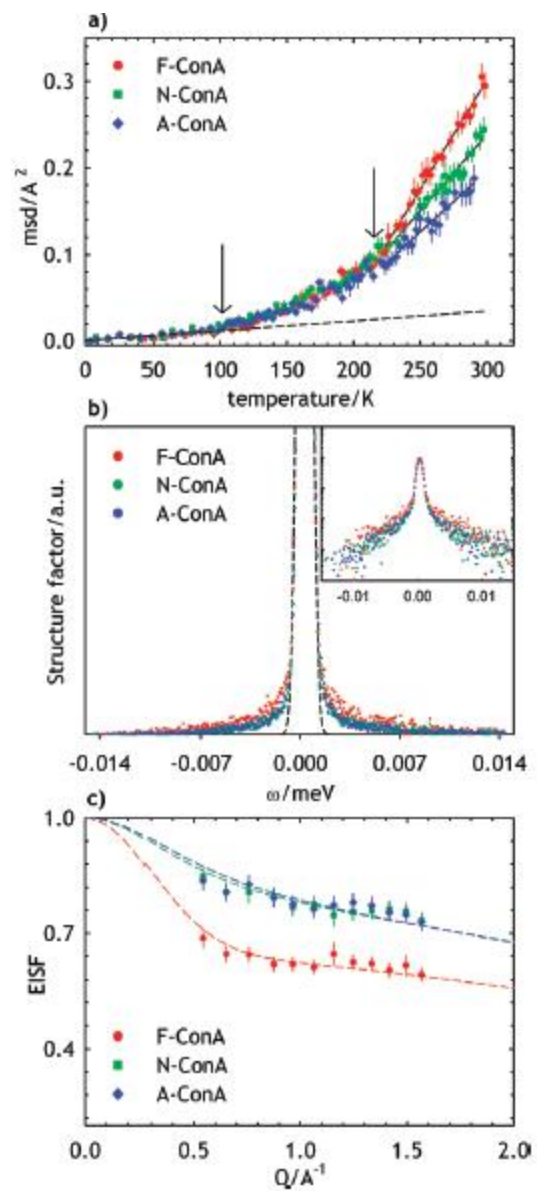 a)
0.3
0.2
0.1
0.0
msd/A²
F-ConA
N-ConA
A-ConA
0 50 100 150 200 250 300
temperature/K
b)
F-ConA
N-ConA
A-ConA
Structure factor/a.u.
-0.01 0.00 0.01
-0.014 -0.007 0.000 0.007 0.014
ω/meV
c)
1.0
0.7
0.4
EISF
F-ConA
N-ConA
A-ConA
0.0 0.5 1.0 1.5 2.0
Q/A⁻¹